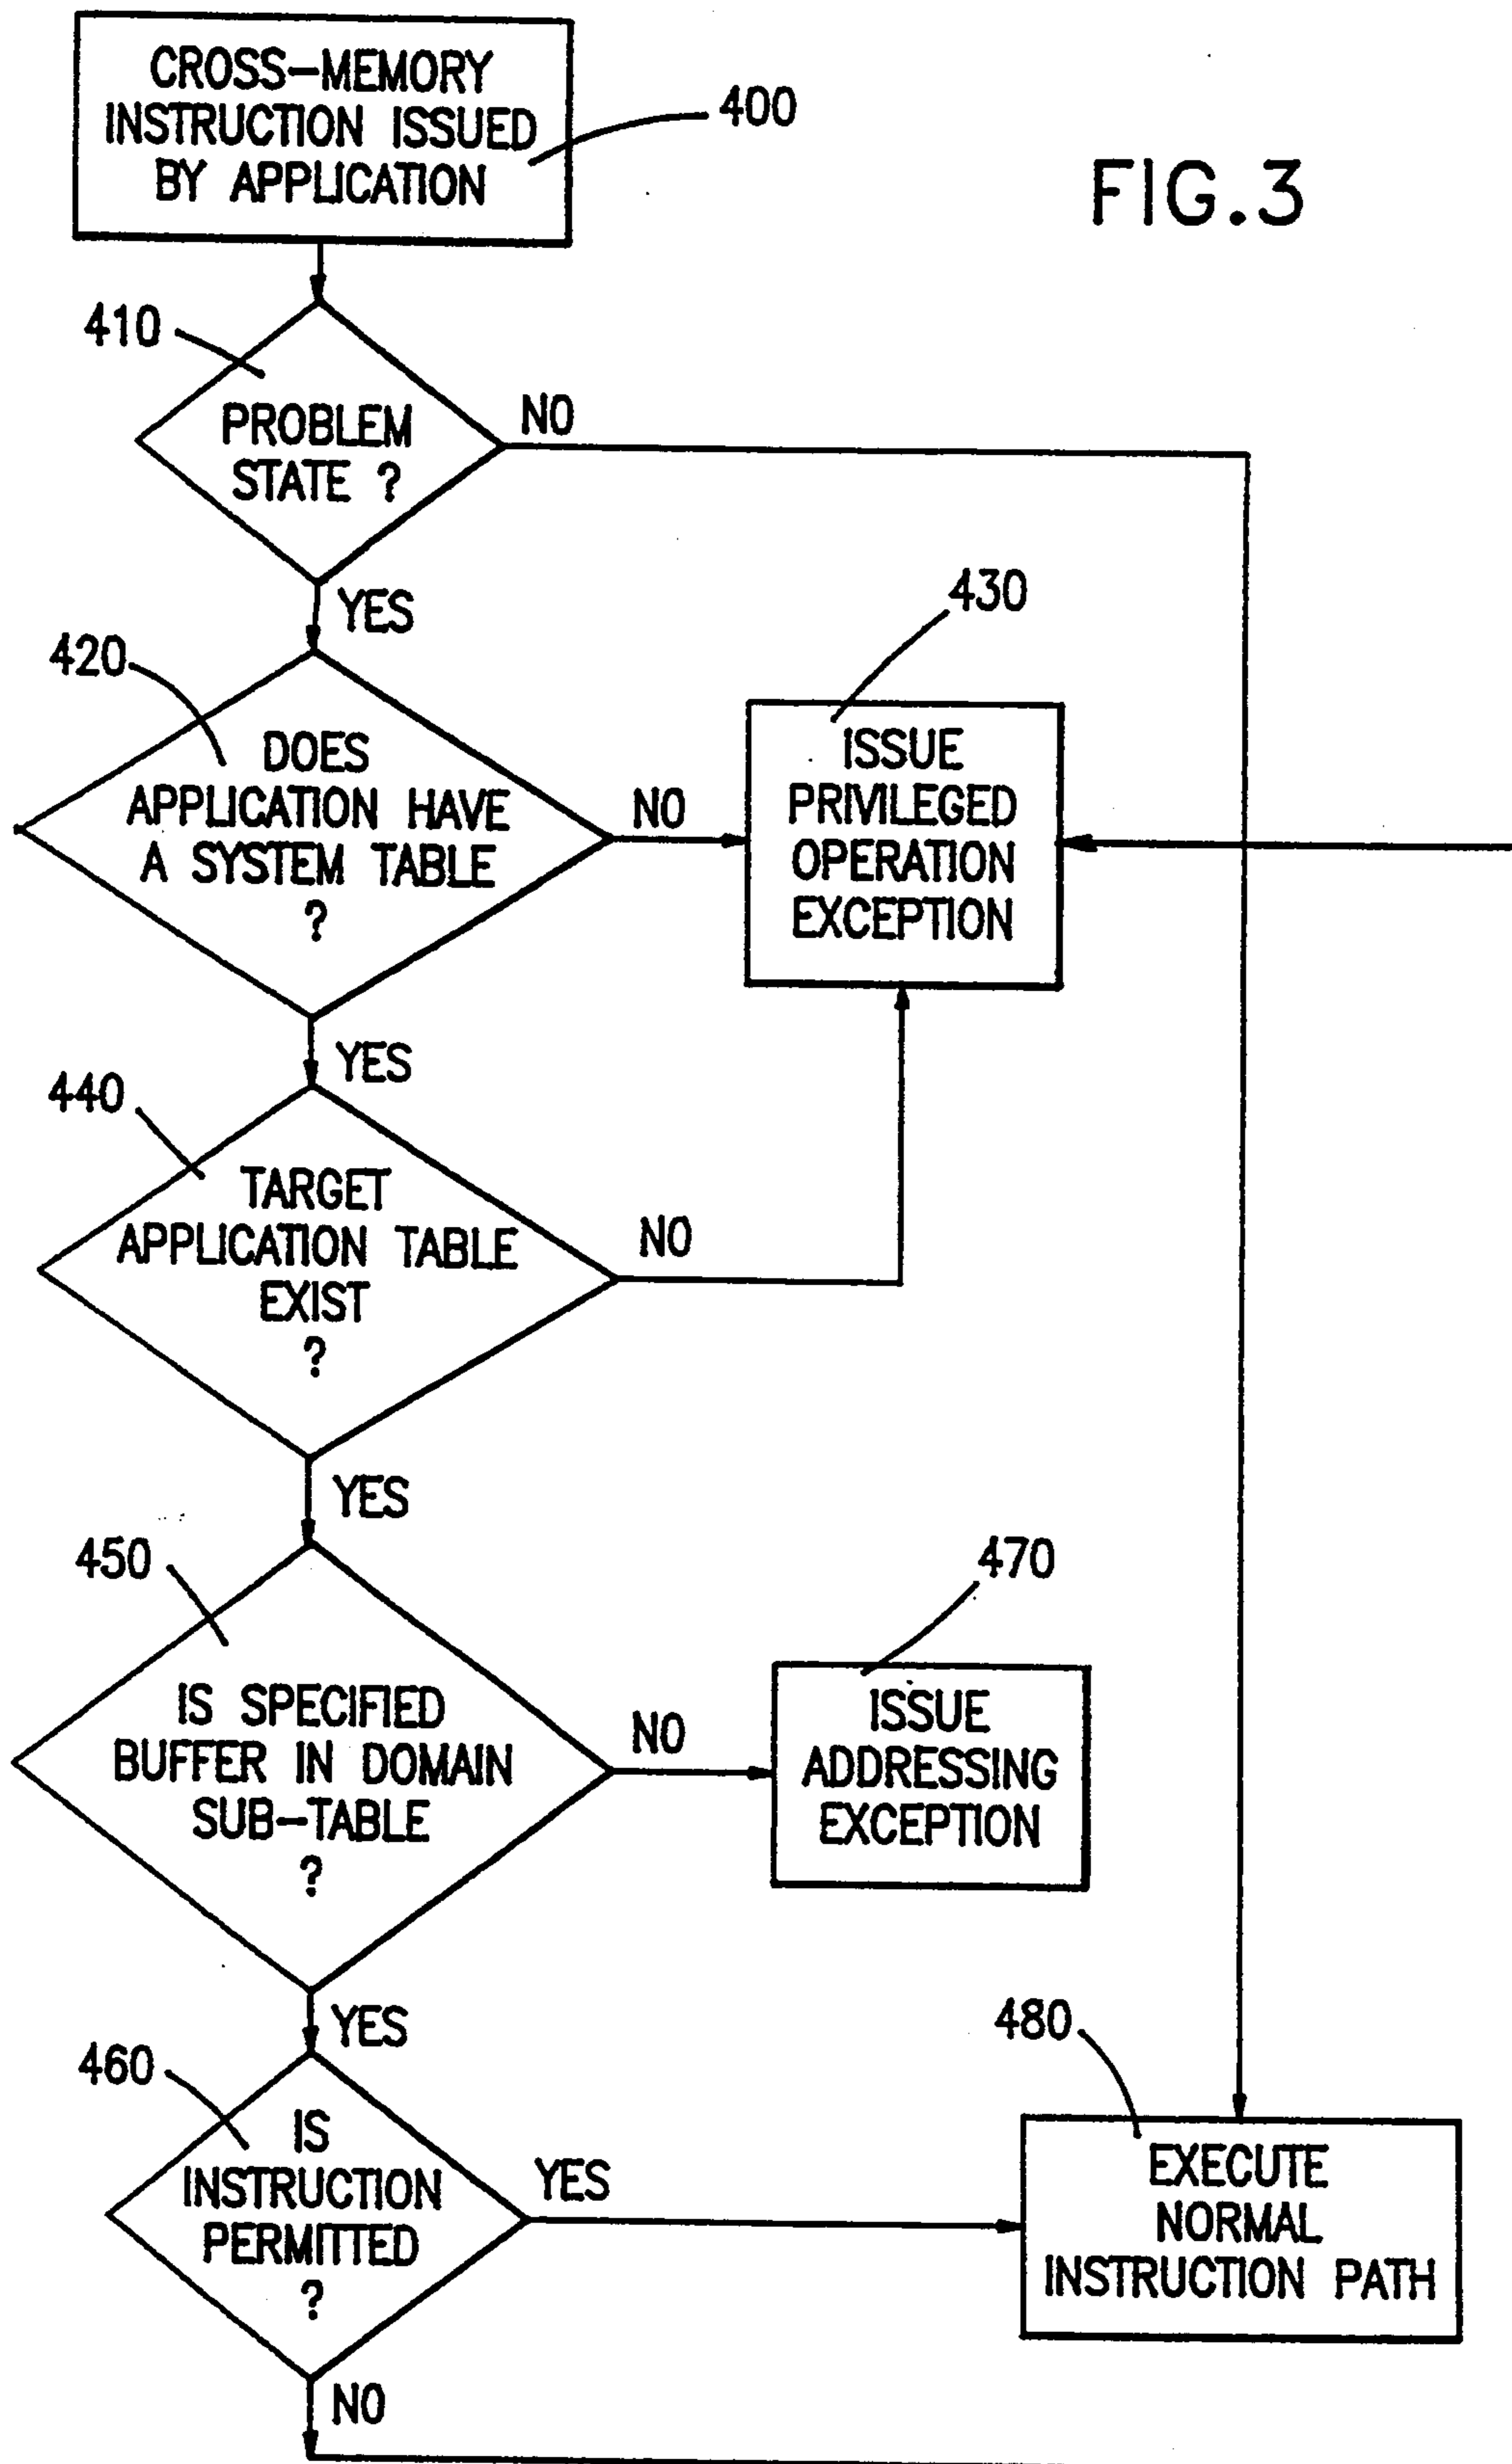 CROSS-MEMORY
INSTRUCTION ISSUED
BY APPLICATION
400
FIG.3
410
PROBLEM
STATE ?
NO
YES
420
DOES
APPLICATION HAVE
A SYSTEM TABLE
?
NO
430
ISSUE
PRIVILEGED
OPERATION
EXCEPTION
YES
440
TARGET
APPLICATION TABLE
EXIST
?
NO
YES
450
IS SPECIFIED
BUFFER IN DOMAIN
SUB-TABLE
?
NO
470
ISSUE
ADDRESSING
EXCEPTION
YES
460
IS
INSTRUCTION
PERMITTED
?
YES
480
EXECUTE
NORMAL
INSTRUCTION PATH
NO